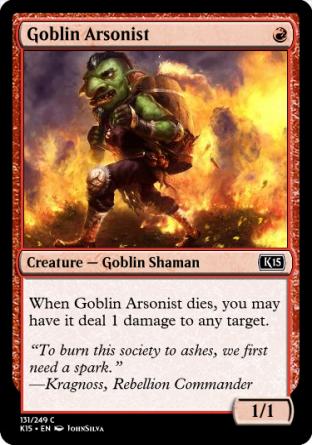 Goblin Arsonist
Creature — Goblin Shaman
K15
When Goblin Arsonist dies, you may
have it deal 1 damage to any target.
“To burn this society to ashes, we first
need a spark.”
—Kragnoss, Rebellion Commander
1/1
131/249 C
K15 • EN JohnSilva